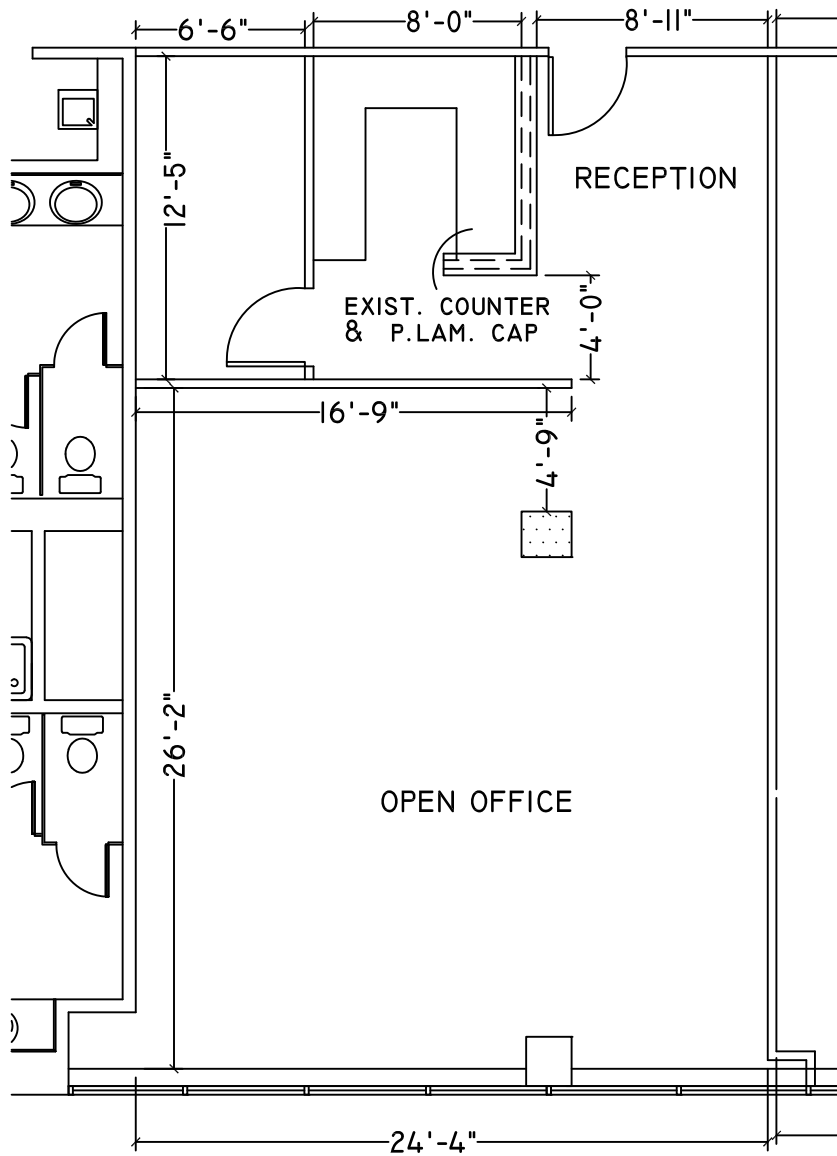 6'-6"
8'-0"
8'-11"
12'-5"
RECEPTION
EXIST. COUNTER
& P.LAM. CAP
4'-0"
16'-9"
4'-9"
26'-2"
OPEN OFFICE
24'-4"